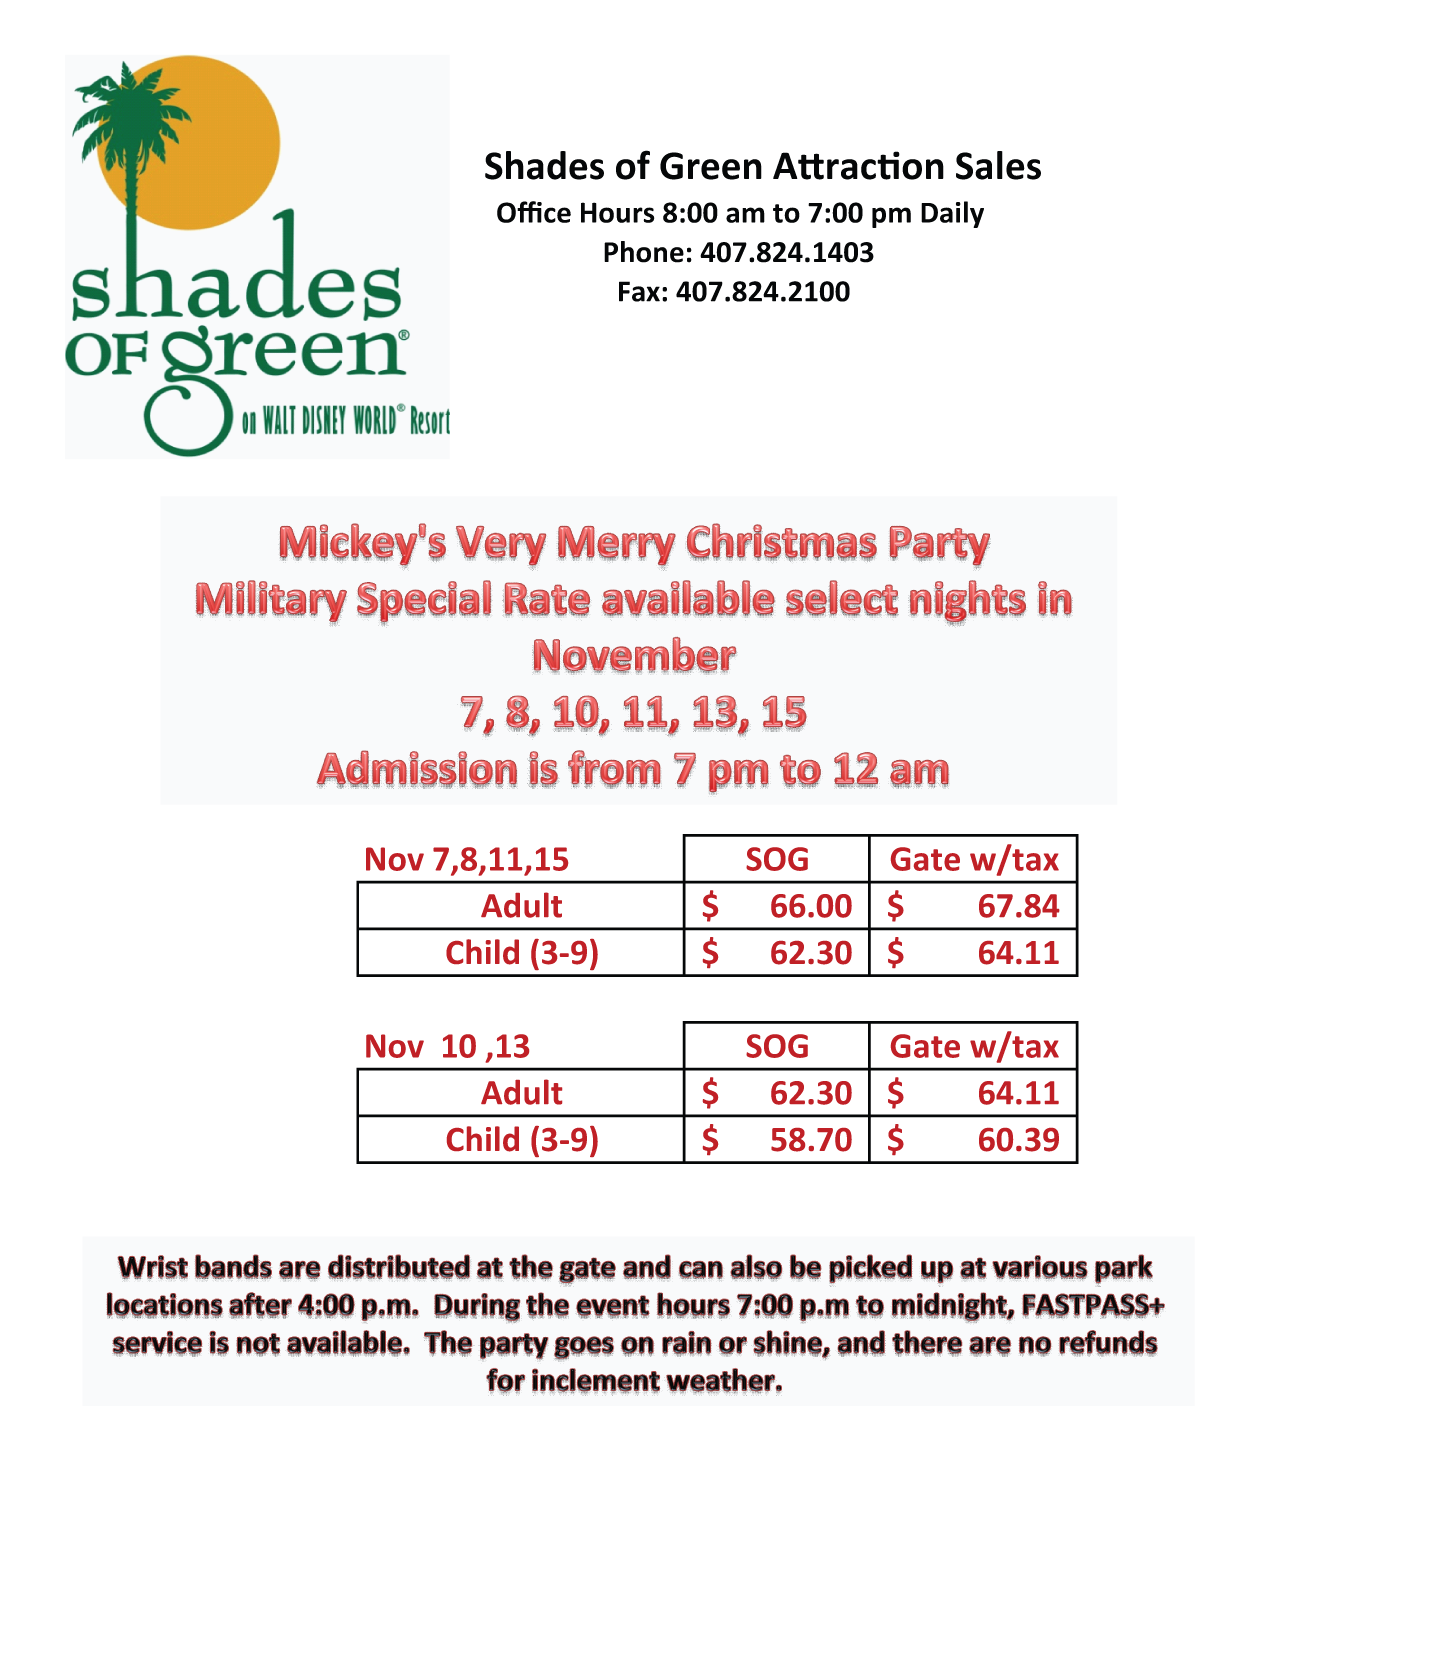 shades
OF green®
on WALT DISNEY WORLD® Resort
Shades of Green Attraction Sales
Office Hours 8:00 am to 7:00 pm Daily
Phone: 407.824.1403
Fax: 407.824.2100
Mickey's Very Merry Christmas Party
Military Special Rate available select nights in
November
7, 8, 10, 11, 13, 15
Admission is from 7 pm to 12 am
Nov 7,8,11,15 SOG Gate w/tax
Adult $ 66.00 $ 67.84
Child (3-9) $ 62.30 $ 64.11
Nov  10 ,13 SOG Gate w/tax
Adult $ 62.30 $ 64.11
Child (3-9) $ 58.70 $ 60.39
Wrist bands are distributed at the gate and can also be picked up at various park
locations after 4:00 p.m.  During the event hours 7:00 p.m to midnight, FASTPASS+
service is not available.  The party goes on rain or shine, and there are no refunds
for inclement weather.